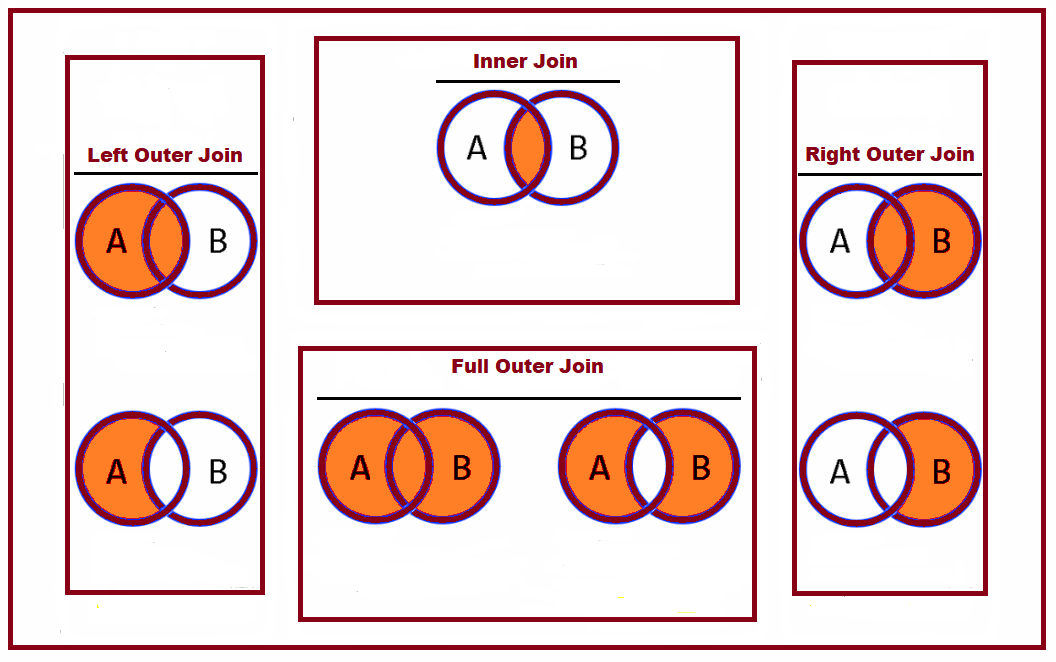 Inner Join
A B
Left Outer Join
A B
A B
Right Outer Join
A B
A B
Full Outer Join
A B A B